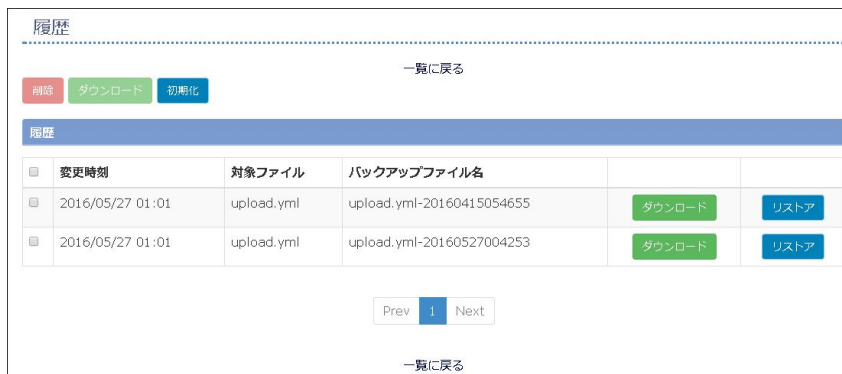 履歴
一覧に戻る
削除 ダウンロード 初期化
履歴
変更時刻 対象ファイル バックアップファイル名
2016/05/27 01:01 upload.yml upload.yml-20160415054655 ダウンロード リストア
2016/05/27 01:01 upload.yml upload.yml-20160527004253 ダウンロード リストア
Prev 1 Next
一覧に戻る